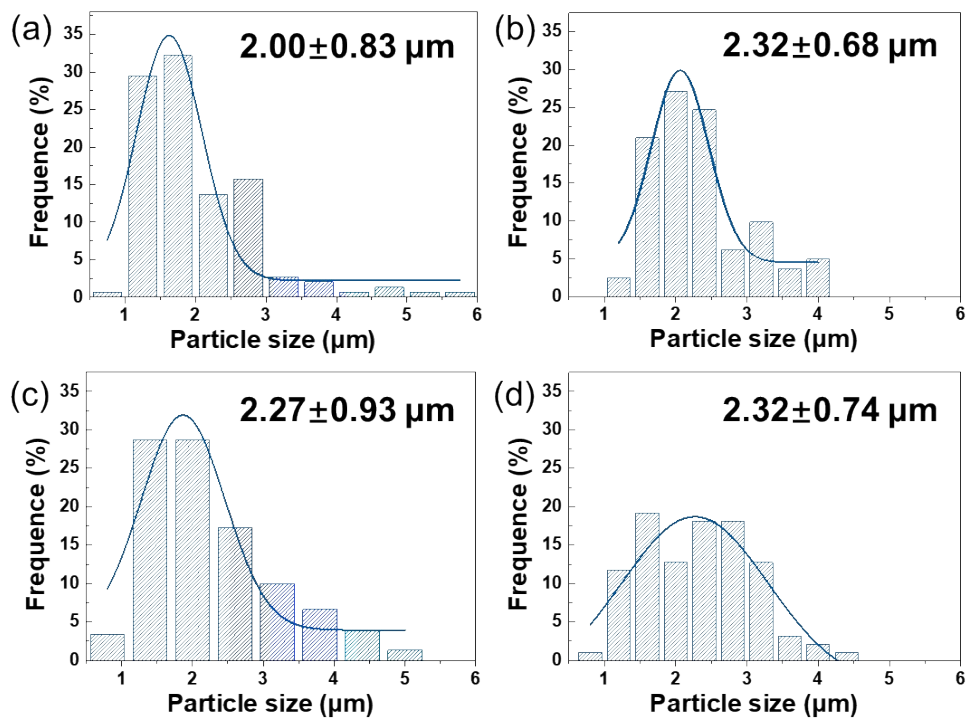 (a)
2.00±0.83 µm
35
30
25
20
15
10
5
0
Frequence (%)
1 2 3 4 5 6
Particle size (µm)
(b)
2.32±0.68 µm
35
30
25
20
15
10
5
0
Frequence (%)
1 2 3 4 5 6
Particle size (µm)
(c)
2.27±0.93 µm
35
30
25
20
15
10
5
0
Frequence (%)
1 2 3 4 5 6
Particle size (µm)
(d)
2.32±0.74 µm
35
30
25
20
15
10
5
0
Frequence (%)
1 2 3 4 5 6
Particle size (µm)